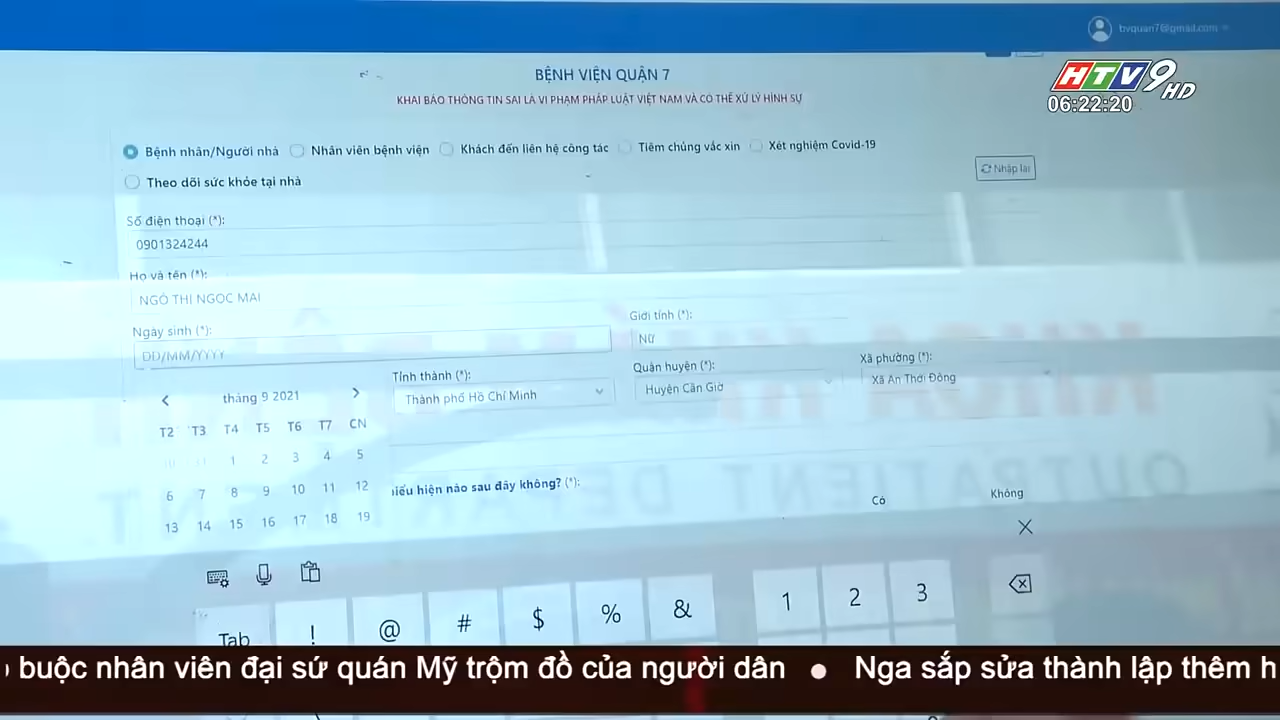 bvquan7@gmail.com
BỆNH VIỆN QUẬN 7
KHAI BÁO THÔNG TIN SAI LÀ VI PHẠM PHÁP LUẬT VIỆT NAM VÀ CÓ THỂ XỬ LÝ HÌNH SỰ
HTV9 HD
06:22:20
Bệnh nhân/Người nhà Nhân viên bệnh viện Khách đến liên hệ công tác Tiêm chủng vắc xin Xét nghiệm Covid-19
Theo dõi sức khỏe tại nhà
Nhập lại
Số điện thoại (*):
0901324244
Họ và tên (*):
NGÔ THỊ NGỌC MAI
Ngày sinh (*): Giới tính (*):
DD/MM/YYYY Nữ
Tỉnh thành (*): Quận huyện (*): Xã phường (*):
Thành phố Hồ Chí Minh Huyện Cần Giờ Xã An Thới Đông
tháng 9 2021
T2 T3 T4 T5 T6 T7 CN
1 2 3 4 5
6 7 8 9 10 11 12
13 14 15 16 17 18 19
hiện nào sau đây không? (*):
Có Không
Tab ! @ # $ % & 1 2 3
OUTPATIENT DEPARTMENT
buộc nhân viên đại sứ quán Mỹ trộm đồ của người dân ● Nga sắp sửa thành lập thêm